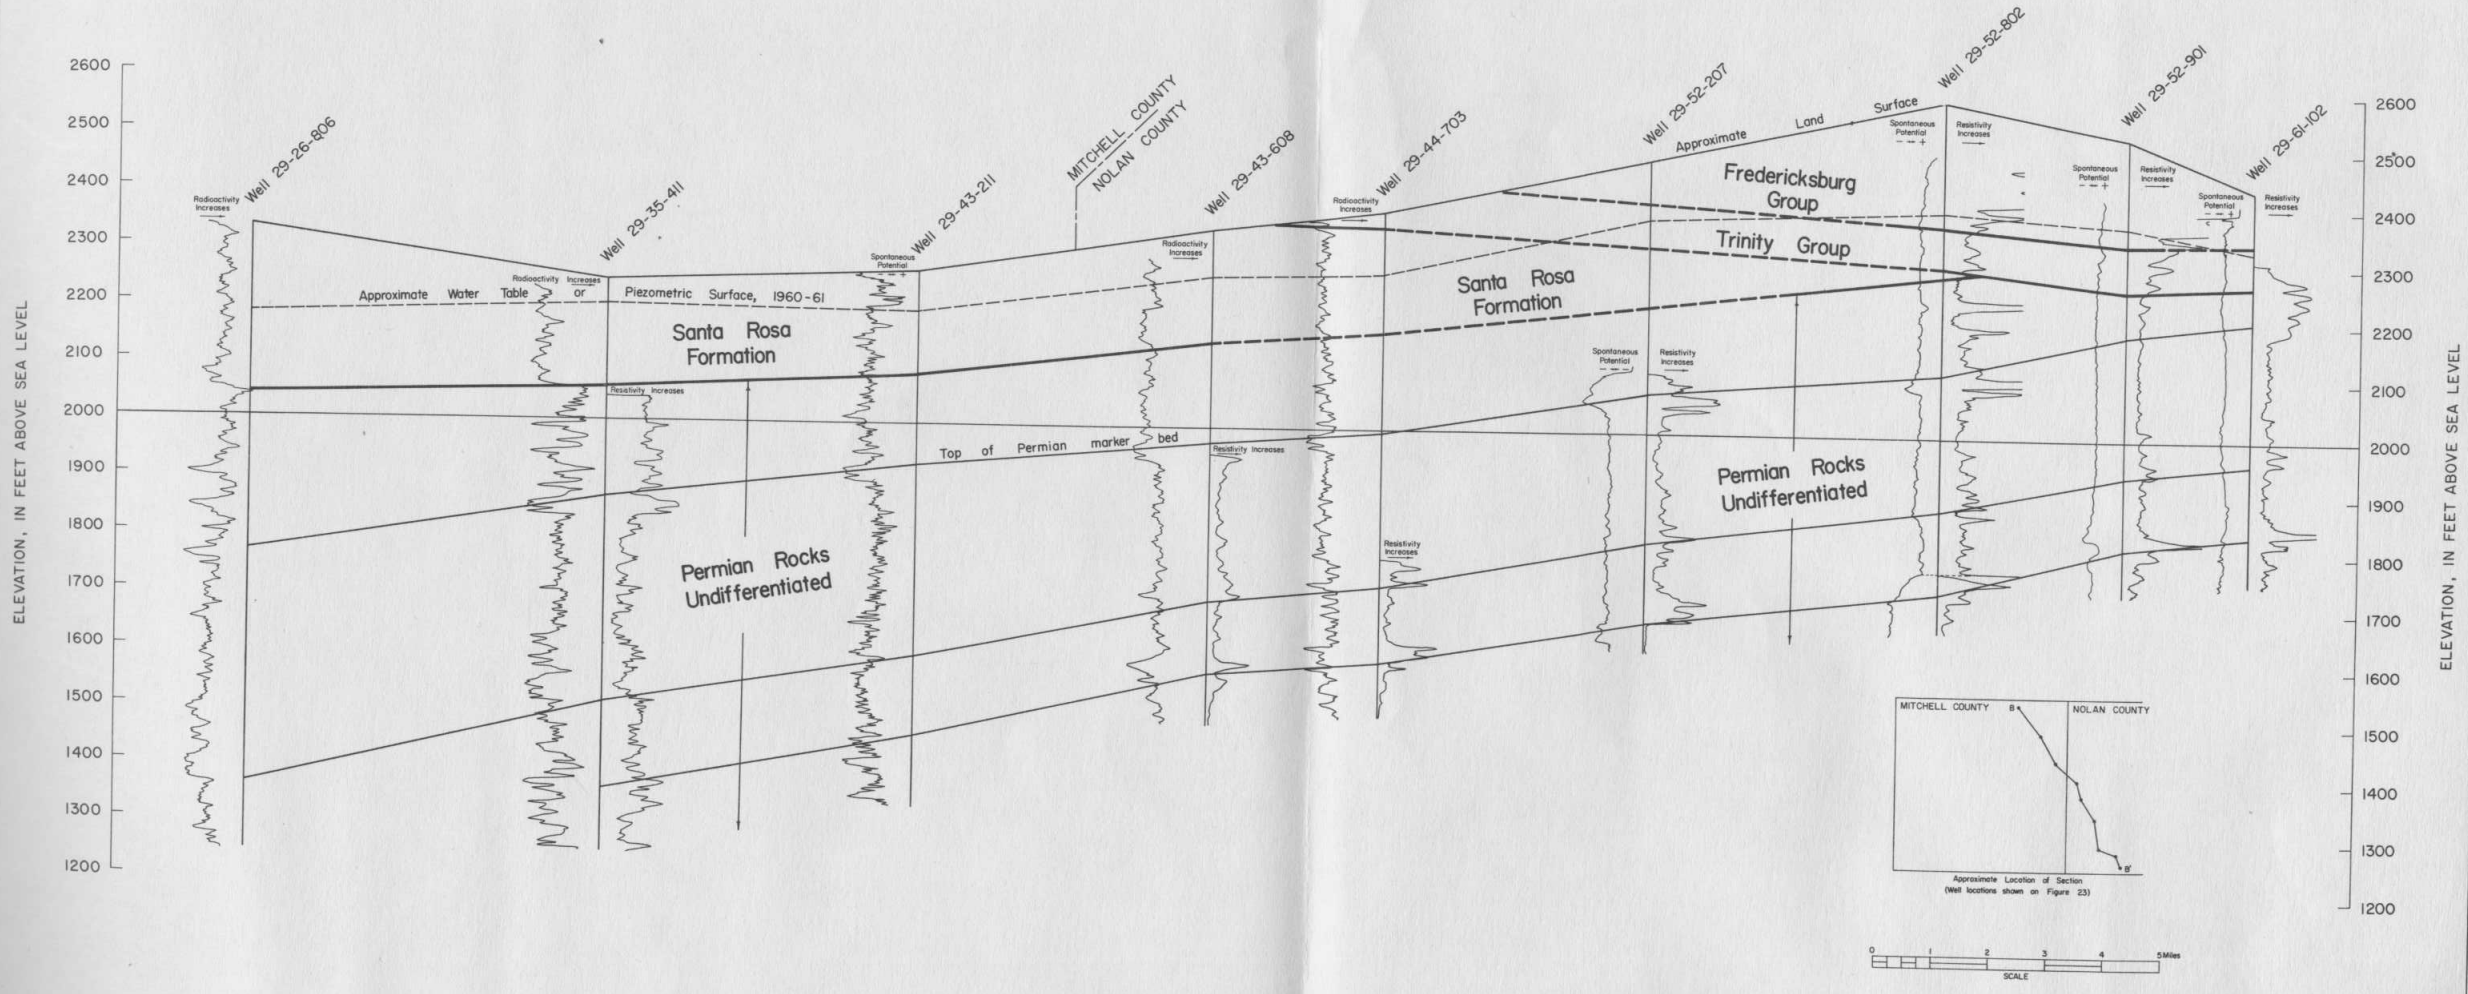 2600
2500
2400
2300
2200
2100
2000
1900
1800
1700
1600
1500
1400
1300
1200
ELEVATION, IN FEET ABOVE SEA LEVEL
Radioactivity
Increases
Well 29-26-806
Radioactivity Increases
Well 29-35-411
Resistivity Increases
Spontaneous
Potential
- +
Well 29-43-211
MITCHELL COUNTY
NOLAN COUNTY
Radioactivity
Increases
Well 29-43-608
Resistivity Increases
Radioactivity
Increases
Well 29-44-703
Resistivity
Increases
Well 29-52-207
Spontaneous
Potential
- +
Resistivity
Increases
Approximate Land Surface
Well 29-52-802
Spontaneous
Potential
- +
Resistivity
Increases
Well 29-52-901
Spontaneous
Potential
- +
Resistivity
Increases
Well 29-61-102
Spontaneous
Potential
- +
Resistivity
Increases
Approximate Water Table or Piezometric Surface, 1960-61
Santa Rosa
Formation
Top of Permian marker bed
Permian Rocks
Undifferentiated
Fredericksburg
Group
Trinity Group
Santa Rosa
Formation
Permian Rocks
Undifferentiated
2600
2500
2400
2300
2200
2100
2000
1900
1800
1700
1600
1500
1400
1300
1200
ELEVATION, IN FEET ABOVE SEA LEVEL
MITCHELL COUNTY B NOLAN COUNTY
B'
Approximate Location of Section
(Well locations shown on Figure 23)
0 1 2 3 4 5 Miles
SCALE